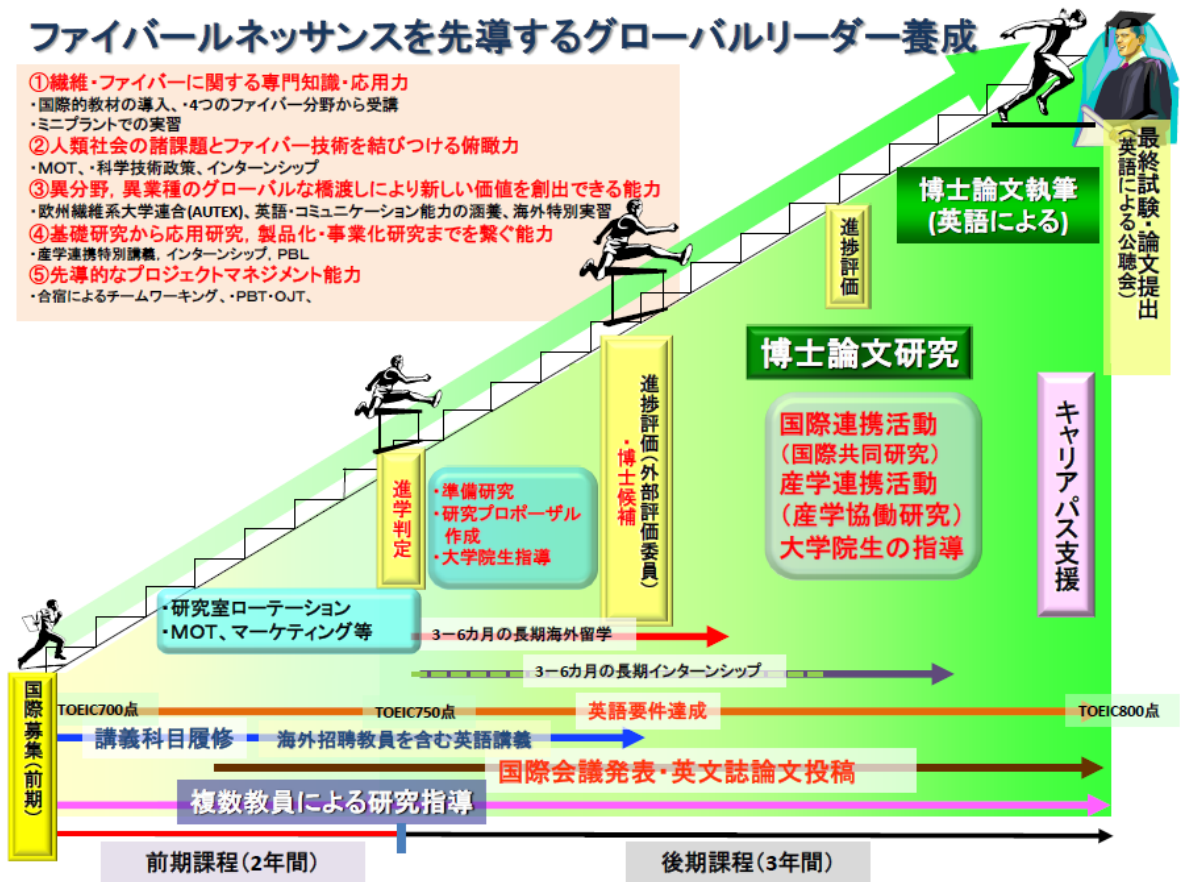 ファイバールネッサンスを先導するグローバルリーダー養成
①繊維・ファイバーに関する専門知識・応用力
・国際的教材の導入、・4つのファイバー分野から受講
・ミニプラントでの実習
②人類社会の諸課題とファイバー技術を結びつける俯瞰力
・MOT、・科学技術政策、インターンシップ
③異分野，異業種のグローバルな橋渡しにより新しい価値を創出できる能力
・欧州繊維系大学連合(AUTEX)、英語・コミュニケーション能力の涵養、海外特別実習
④基礎研究から応用研究，製品化・事業化研究までを繋ぐ能力
・産学連携特別講義，インターンシップ，PBL
⑤先導的なプロジェクトマネジメント能力
・合宿によるチームワーキング、・PBT・OJT、
最終試験・論文提出
（英語による公聴会）
博士論文執筆
(英語による)
進捗評価
博士論文研究
国際連携活動
（国際共同研究）
産学連携活動
（産学協働研究）
大学院生の指導
キャリアパス支援
進捗評価（外部評価委員）
・博士候補
進学判定
・準備研究
・研究プロポーザル
作成
・大学院生指導
・研究室ローテーション
・MOT、マーケティング等
3－6カ月の長期海外留学
3－6カ月の長期インターンシップ
国際募集（前期）
TOEIC700点
TOEIC750点
英語要件達成
TOEIC800点
講義科目履修
海外招聘教員を含む英語講義
国際会議発表・英文誌論文投稿
複数教員による研究指導
前期課程（2年間）
後期課程（3年間）